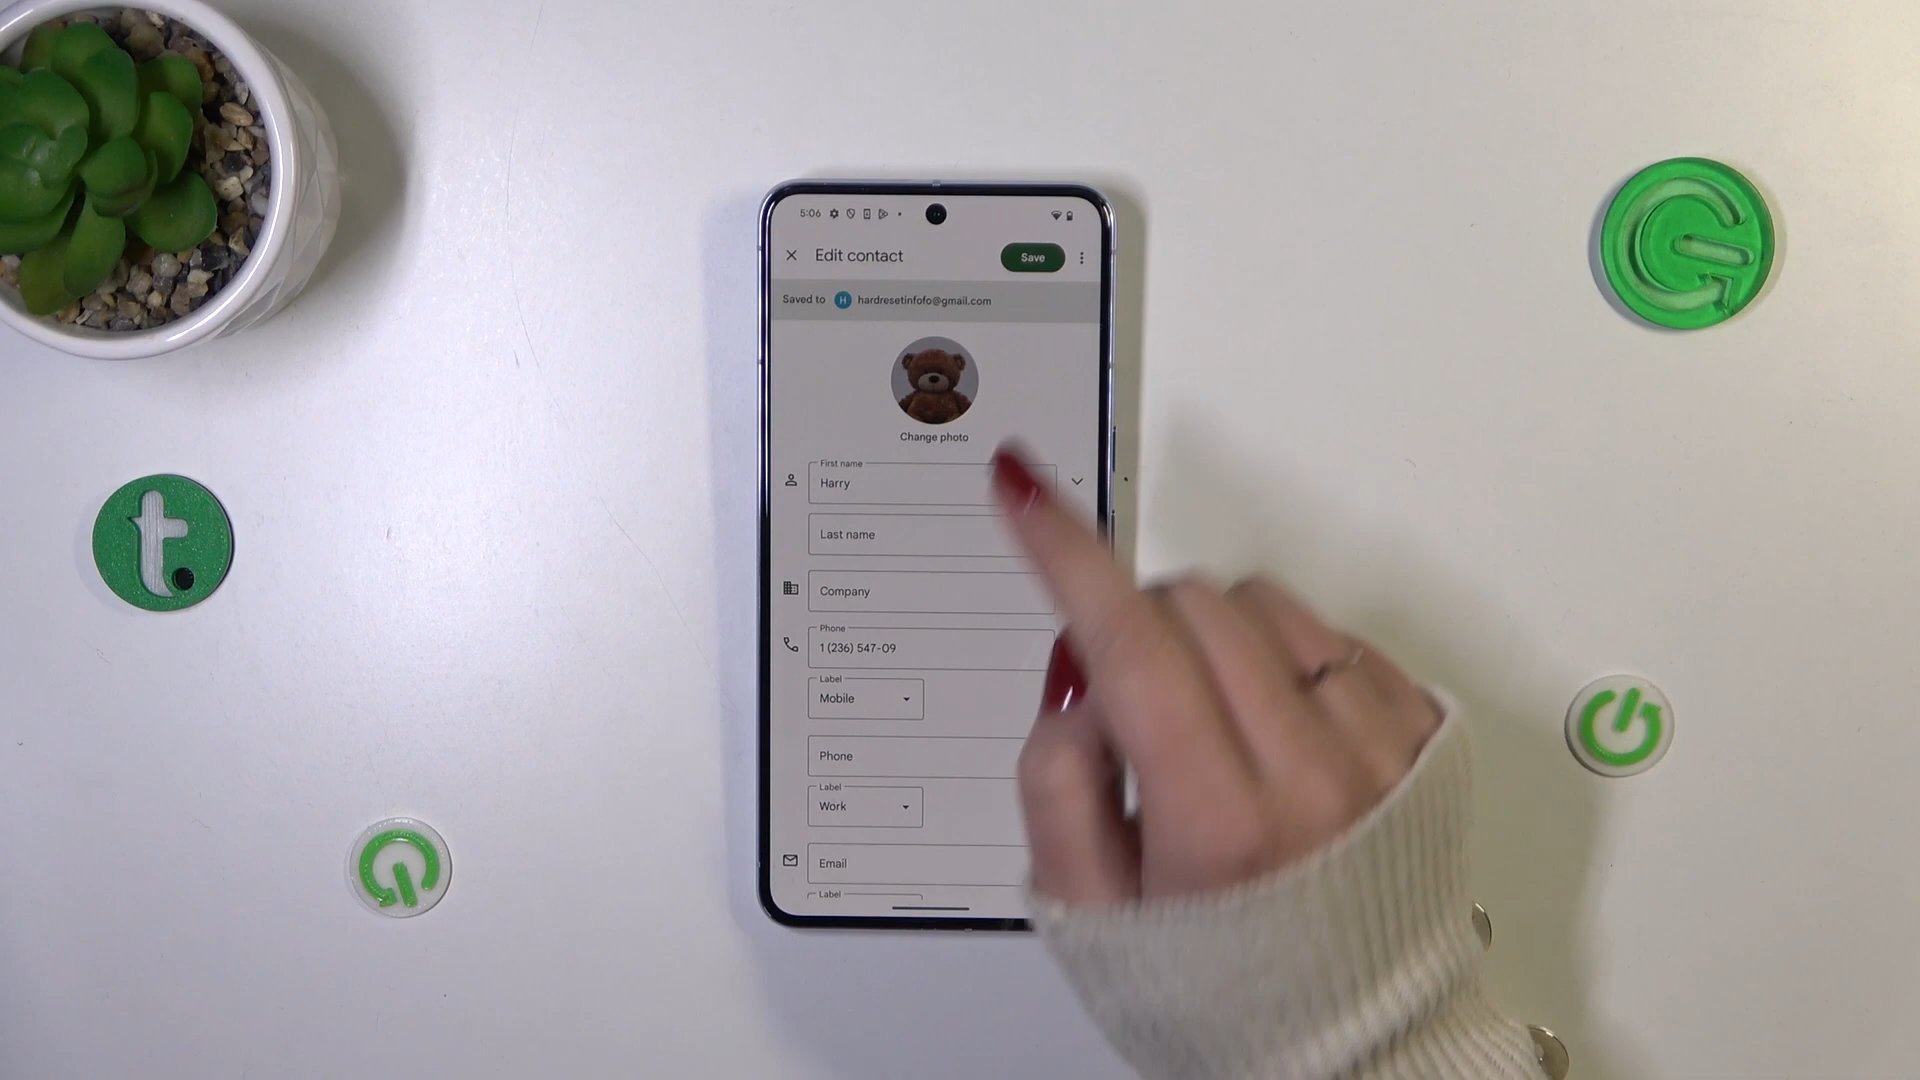 5:06
Edit contact
Save
Saved to H hardresetinfofo@gmail.com
Change photo
First name
Harry
Last name
Company
Phone
1 (236) 547-09
Label
Mobile
Phone
Label
Work
Email
Label
t.